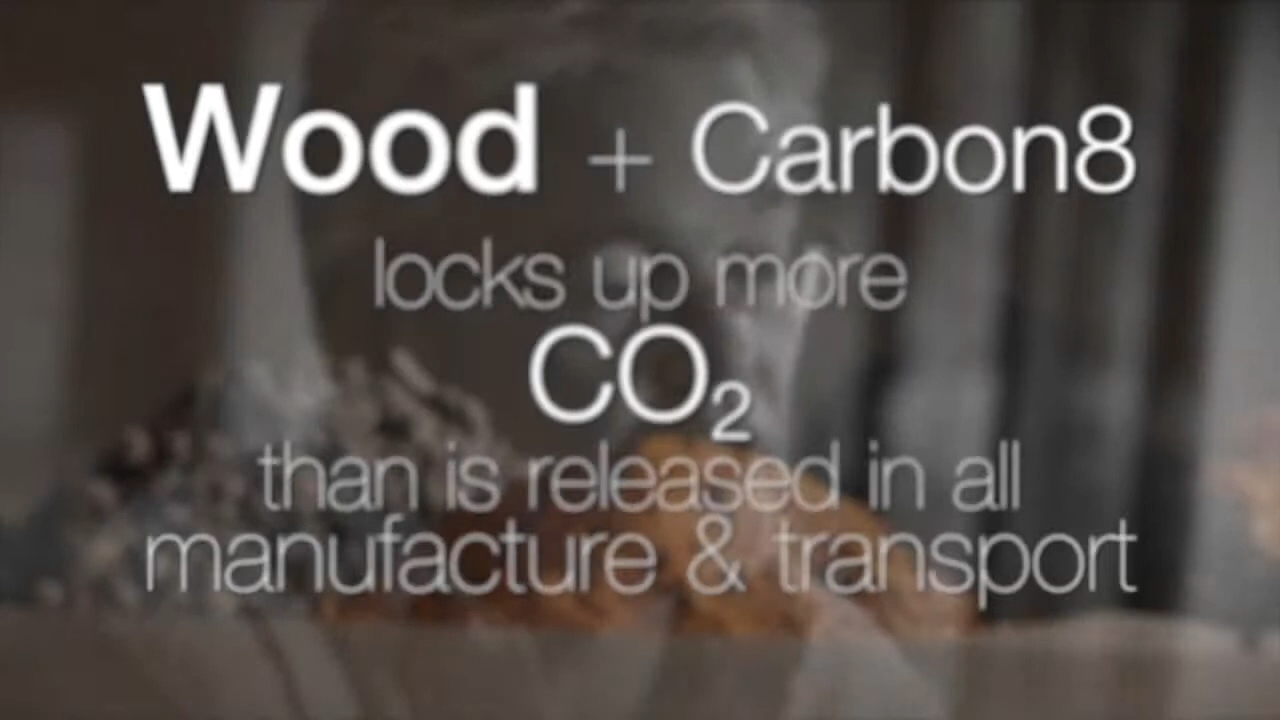 Wood + Carbon8
locks up more
CO₂
than is released in all
manufacture & transport